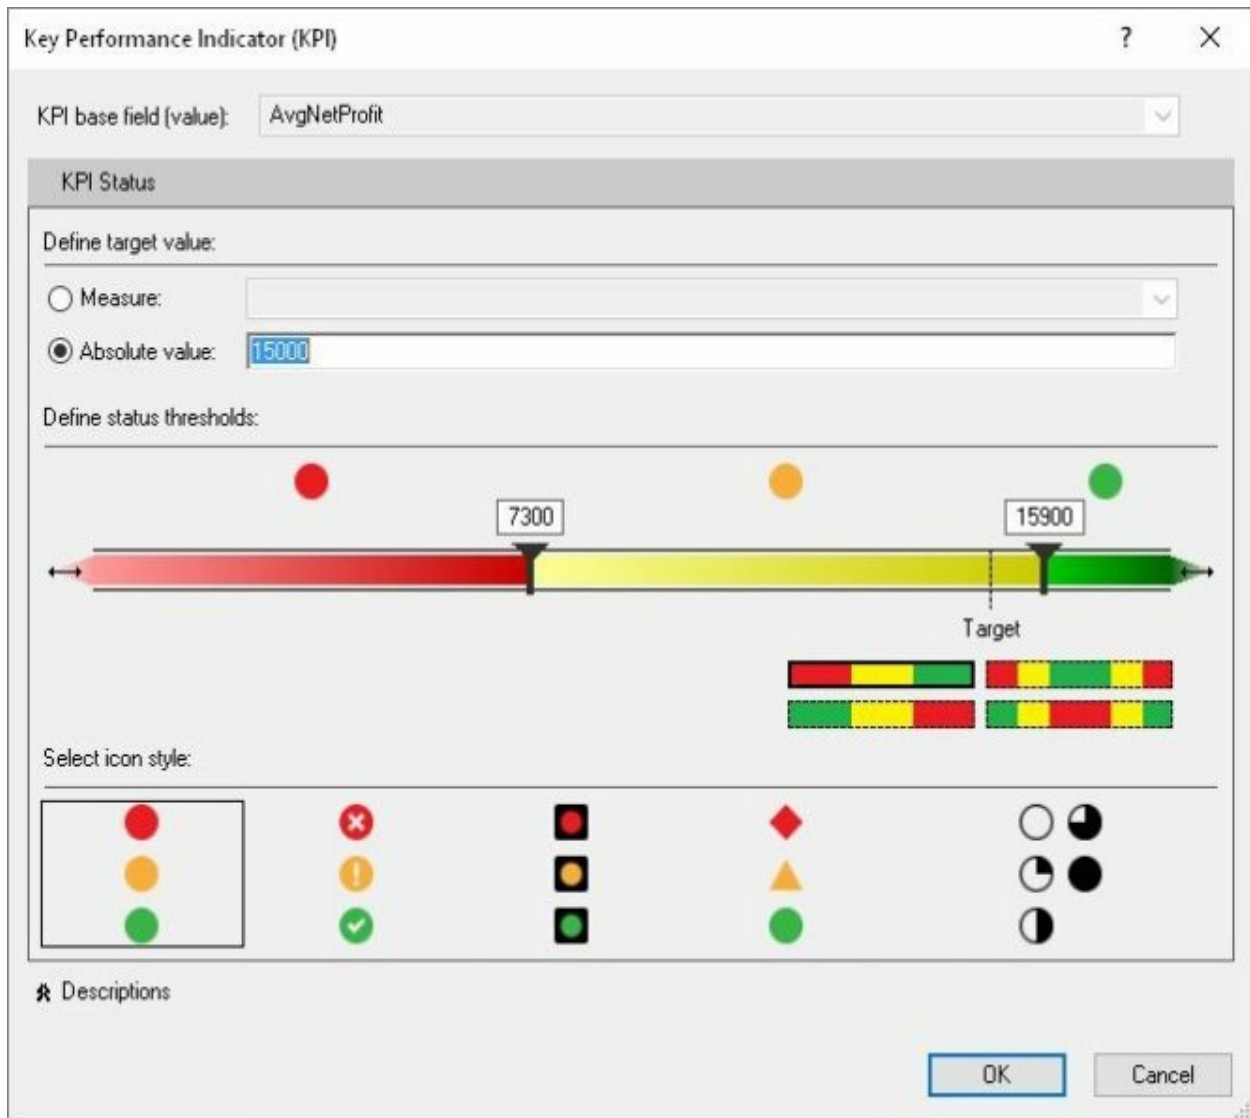 Key Performance Indicator (KPI)
?
KPI base field (value):
AvgNetProfit
KPI Status
Define target value:
Measure:
Absolute value:
15000
Define status thresholds:
7300
15900
Target
Select icon style:
Descriptions
OK
Cancel